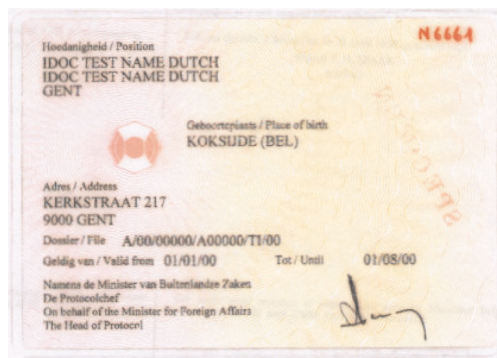 N6661
Hoedanigheid / Position
IDOC TEST NAME DUTCH
IDOC TEST NAME DUTCH
GENT
Geboorteplaats / Place of birth
KOKSIJDE (BEL)
Adres / Address
KERKSTRAAT 217
9000 GENT
Dossier / File A/00/00000/A00000/T1/00
Geldig van / Valid from 01/01/00 Tot / Until 01/08/00
Namens de Minister van Buitenlandse Zaken
De Protocolchef
On behalf of the Minister for Foreign Affairs
The Head of Protocol
SPECIMEN